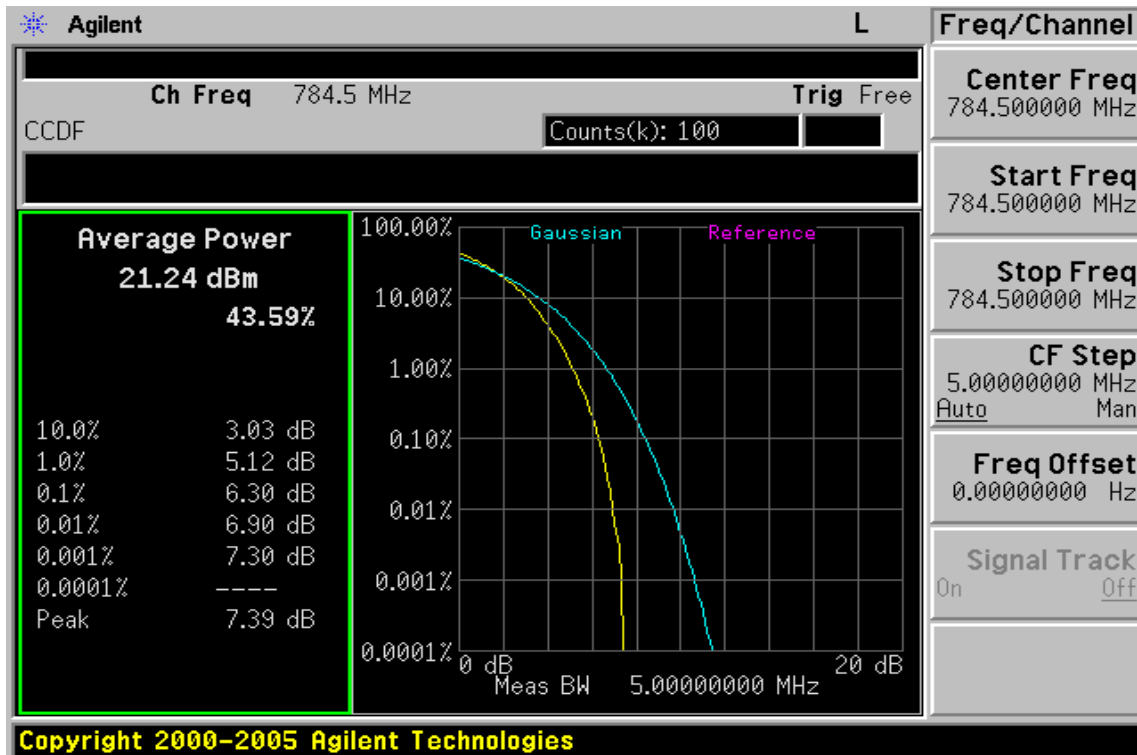 Agilent L
Ch Freq 784.5 MHz Trig Free
CCDF Counts(k): 100
Average Power
21.24 dBm
43.59%
10.0% 3.03 dB
1.0% 5.12 dB
0.1% 6.30 dB
0.01% 6.90 dB
0.001% 7.30 dB
0.0001% ----
Peak 7.39 dB
Gaussian Reference
100.00%
10.00%
1.00%
0.10%
0.01%
0.001%
0.0001%
0 dB 20 dB
Meas BW 5.00000000 MHz
Freq/Channel
Center Freq
784.500000 MHz
Start Freq
784.500000 MHz
Stop Freq
784.500000 MHz
CF Step
5.00000000 MHz
Auto Man
Freq Offset
0.00000000 Hz
Signal Track
On Off
Copyright 2000-2005 Agilent Technologies